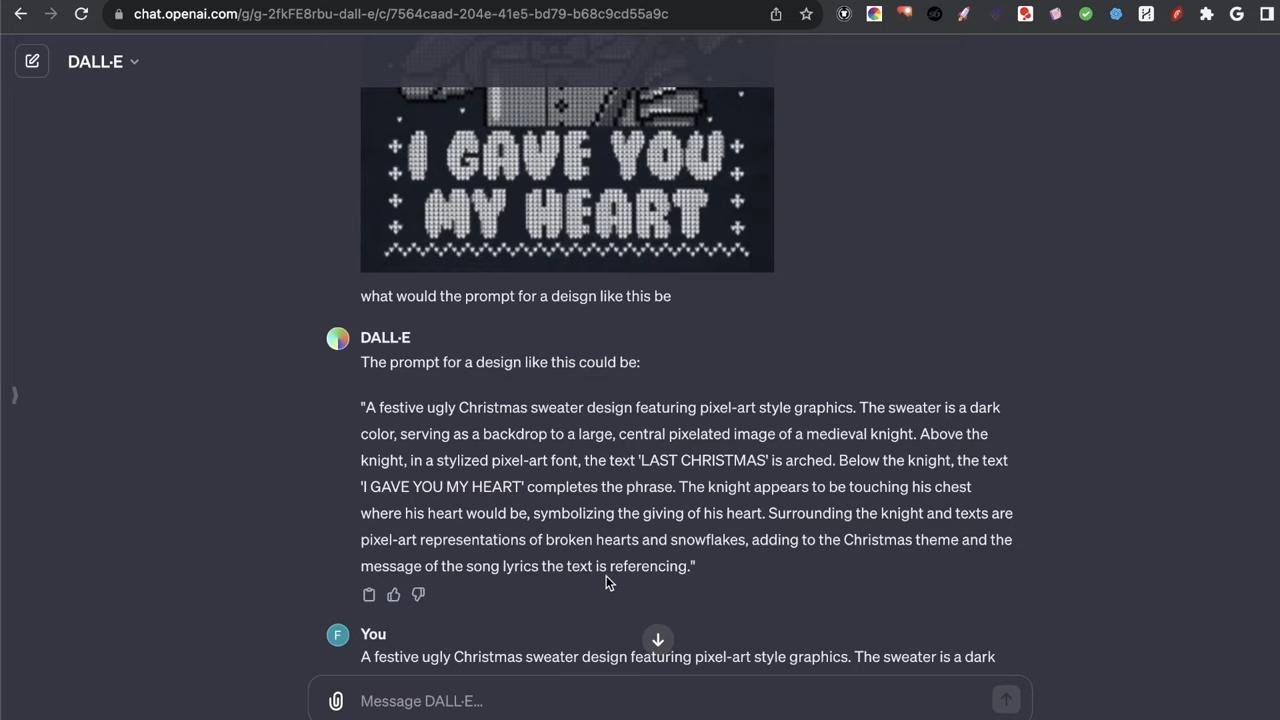 chat.openai.com/g/g-2fkFE8rbu-dall-e/c/7564caad-204e-41e5-bd79-b68c9cd55a9c
DALL·E
I GAVE YOU
MY HEART
what would the prompt for a deisgn like this be
DALL·E
The prompt for a design like this could be:
"A festive ugly Christmas sweater design featuring pixel-art style graphics. The sweater is a dark
color, serving as a backdrop to a large, central pixelated image of a medieval knight. Above the
knight, in a stylized pixel-art font, the text 'LAST CHRISTMAS' is arched. Below the knight, the text
'I GAVE YOU MY HEART' completes the phrase. The knight appears to be touching his chest
where his heart would be, symbolizing the giving of his heart. Surrounding the knight and texts are
pixel-art representations of broken hearts and snowflakes, adding to the Christmas theme and the
message of the song lyrics the text is referencing."
F
You
A festive ugly Christmas sweater design featuring pixel-art style graphics. The sweater is a dark
Message DALL·E...